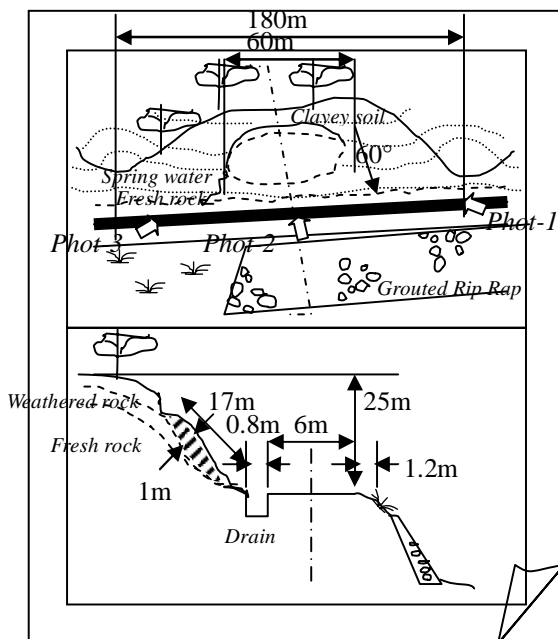 180m
60m
Clayey soil
60°
Spring water
Fresh rock
Phot-1
Phot-3
Phot-2
Grouted Rip Rap
Weathered rock
17m
25m
0.8m
6m
Fresh rock
1.2m
1m
Drain